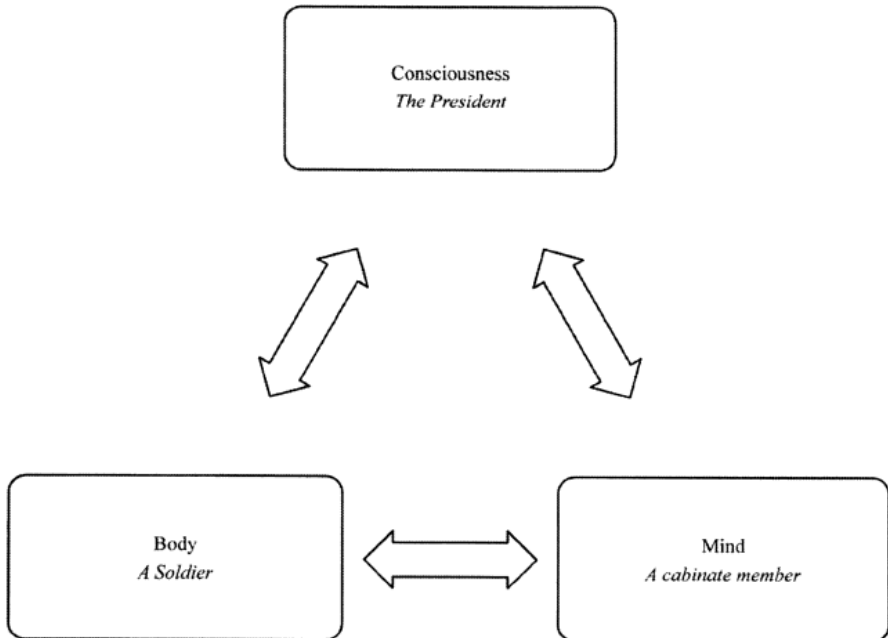 Consciousness
The President
Body
A Soldier
Mind
A cabinate member